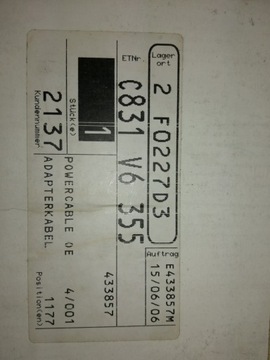 Lager
ort
2 F0227D3
Auftrag
E433857M
15/06/06
ETNr.
C831 V6 355
Stück(e)
1
433857
POWERCABLE OE 4/001
Kundennummer
2137
ADAPTERKABEL
Position(en)
1177